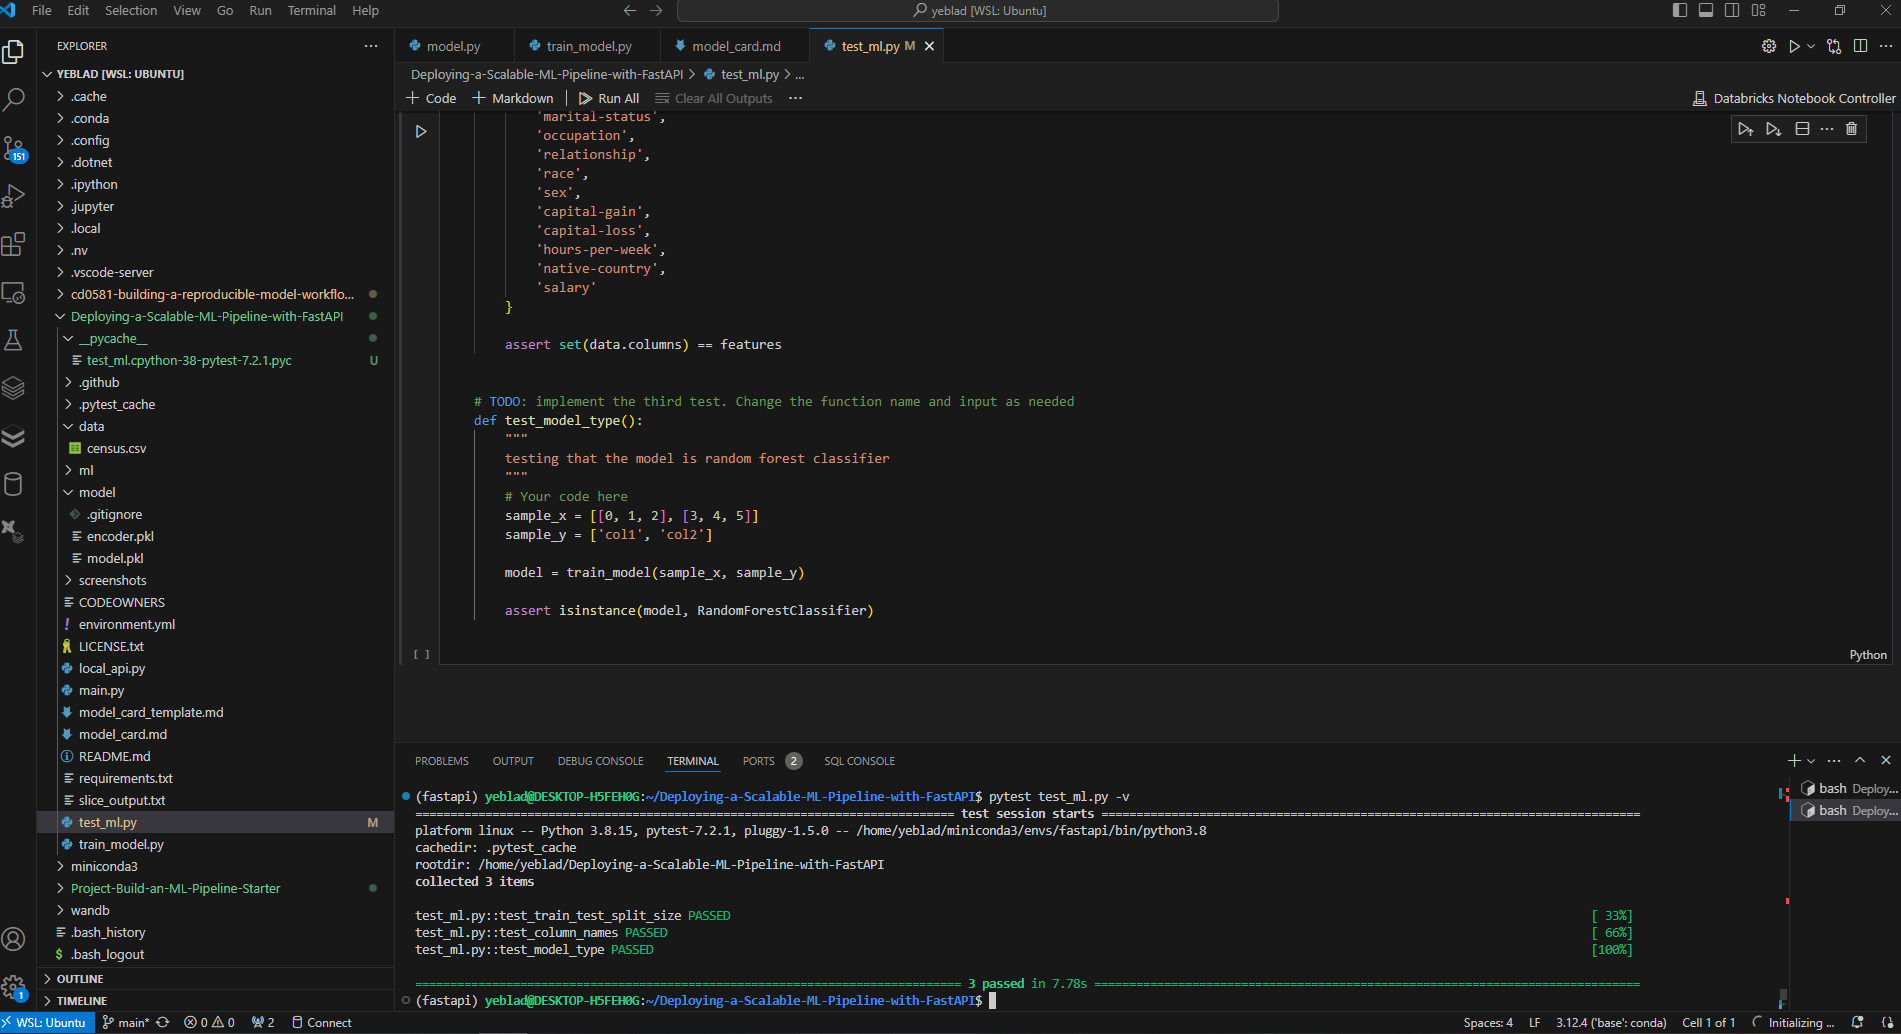 File Edit Selection View Go Run Terminal Help
yeblad [WSL: Ubuntu]
EXPLORER
YEBLAD [WSL: UBUNTU]
.cache
.conda
.config
.dotnet
.ipython
.jupyter
.local
.nv
.vscode-server
cd0581-building-a-reproducible-model-workflo...
Deploying-a-Scalable-ML-Pipeline-with-FastAPI
__pycache__
test_ml.cpython-38-pytest-7.2.1.pyc U
.github
.pytest_cache
data
census.csv
ml
model
.gitignore
encoder.pkl
model.pkl
screenshots
CODEOWNERS
environment.yml
LICENSE.txt
local_api.py
main.py
model_card_template.md
model_card.md
README.md
requirements.txt
slice_output.txt
test_ml.py M
train_model.py
miniconda3
Project-Build-an-ML-Pipeline-Starter
wandb
.bash_history
.bash_logout
OUTLINE
TIMELINE
151
1
model.py train_model.py model_card.md test_ml.py M
Deploying-a-Scalable-ML-Pipeline-with-FastAPI > test_ml.py > ...
+ Code + Markdown Run All Clear All Outputs ...
Databricks Notebook Controller
'marital-status',
'occupation',
'relationship',
'race',
'sex',
'capital-gain',
'capital-loss',
'hours-per-week',
'native-country',
'salary'
}
assert set(data.columns) == features
# TODO: implement the third test. Change the function name and input as needed
def test_model_type():
"""
testing that the model is random forest classifier
"""
# Your code here
sample_x = [[0, 1, 2], [3, 4, 5]]
sample_y = ['col1', 'col2']
model = train_model(sample_x, sample_y)
assert isinstance(model, RandomForestClassifier)
[ ]
Python
PROBLEMS OUTPUT DEBUG CONSOLE TERMINAL PORTS 2 SQL CONSOLE
(fastapi) yeblad@DESKTOP-H5FEH0G:~/Deploying-a-Scalable-ML-Pipeline-with-FastAPI$ pytest test_ml.py -v
test session starts
platform linux -- Python 3.8.15, pytest-7.2.1, pluggy-1.5.0 -- /home/yeblad/miniconda3/envs/fastapi/bin/python3.8
cachedir: .pytest_cache
rootdir: /home/yeblad/Deploying-a-Scalable-ML-Pipeline-with-FastAPI
collected 3 items
test_ml.py::test_train_test_split_size PASSED [ 33%]
test_ml.py::test_column_names PASSED [ 66%]
test_ml.py::test_model_type PASSED [100%]
3 passed in 7.78s
(fastapi) yeblad@DESKTOP-H5FEH0G:~/Deploying-a-Scalable-ML-Pipeline-with-FastAPI$
bash Deploy...
bash Deploy...
WSL: Ubuntu main* 0 0 2 Connect
Spaces: 4 LF 3.12.4 ('base': conda) Cell 1 of 1 Initializing ...